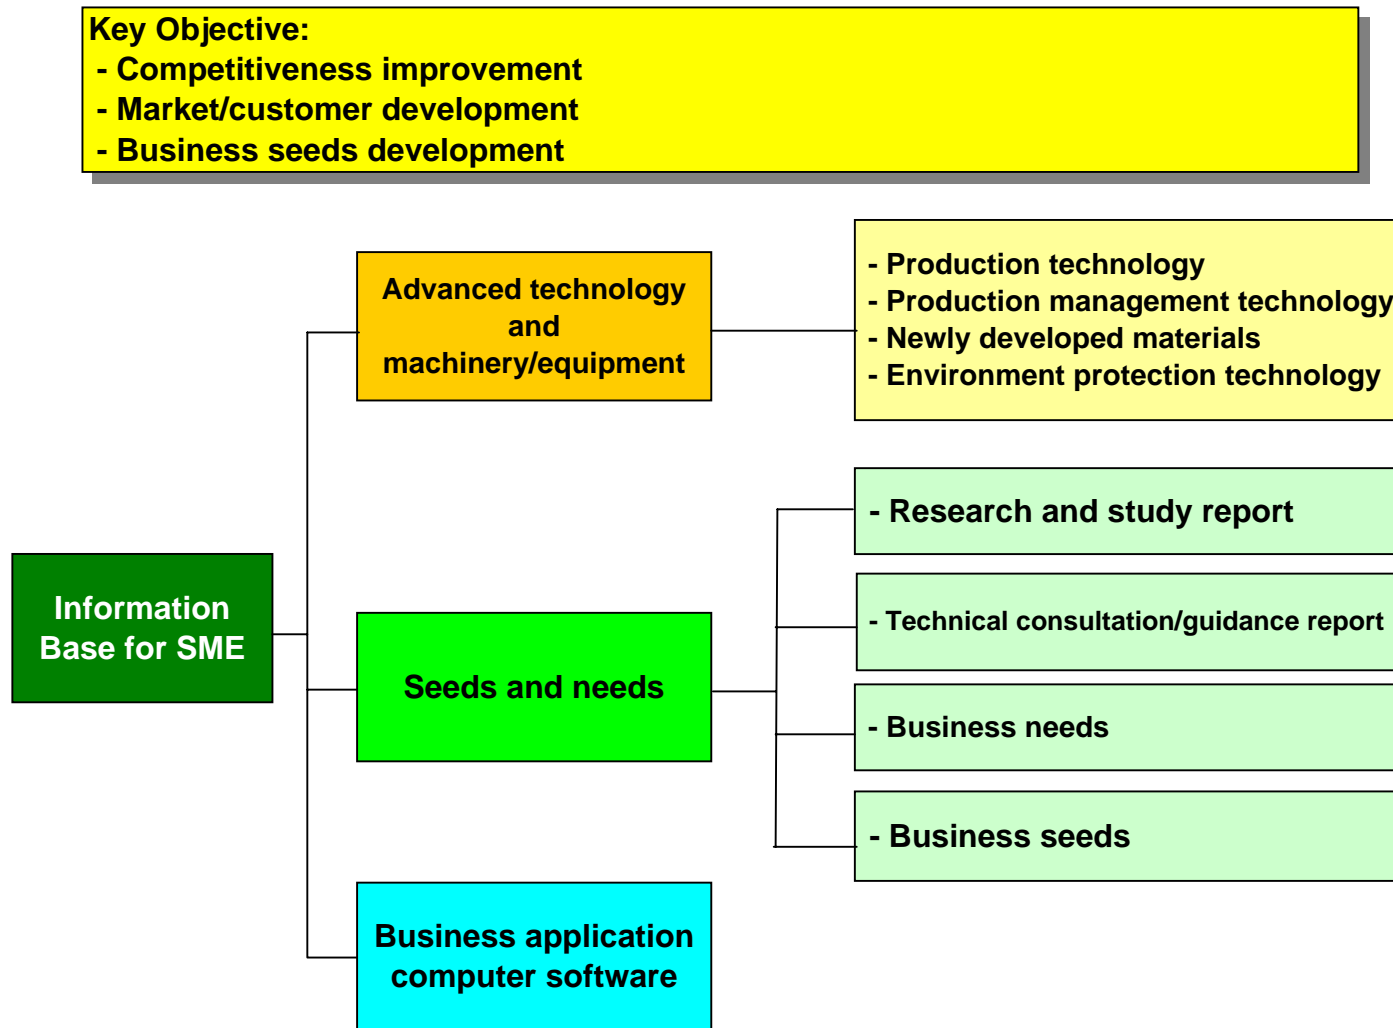 Key Objective:
- Competitiveness improvement
- Market/customer development
- Business seeds development
Advanced technology
and
machinery/equipment
- Production technology
- Production management technology
- Newly developed materials
- Environment protection technology
Information
Base for SME
Seeds and needs
- Research and study report
- Technical consultation/guidance report
- Business needs
- Business seeds
Business application
computer software